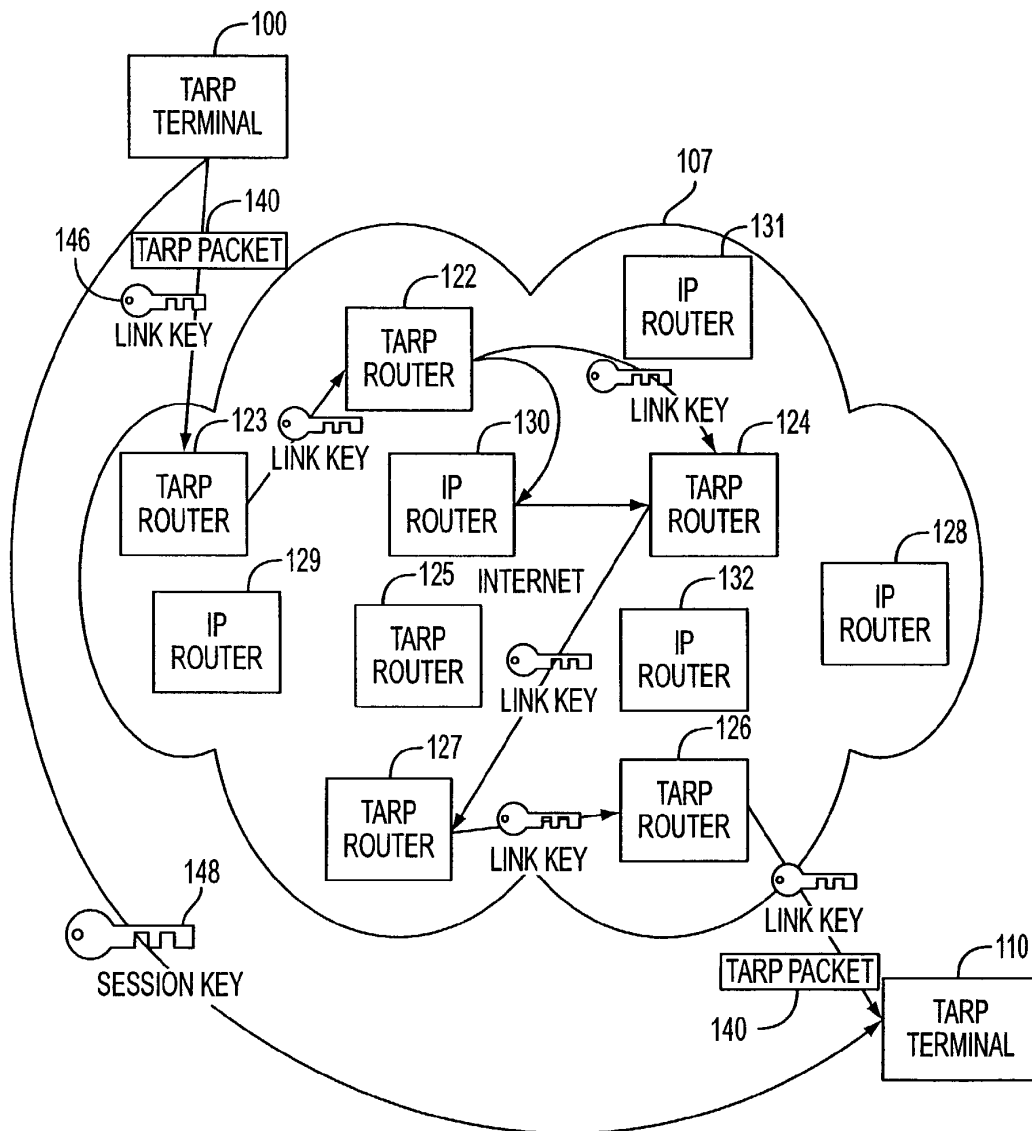 100
TARP
TERMINAL
107
140
TARP PACKET
146
LINK KEY
131
IP
ROUTER
122
TARP
ROUTER
LINK KEY
123
TARP
ROUTER
LINK KEY
130
IP
ROUTER
124
TARP
ROUTER
INTERNET
129
IP
ROUTER
125
TARP
ROUTER
132
IP
ROUTER
128
IP
ROUTER
LINK KEY
127
TARP
ROUTER
LINK KEY
126
TARP
ROUTER
LINK KEY
148
SESSION KEY
TARP PACKET
140
110
TARP
TERMINAL